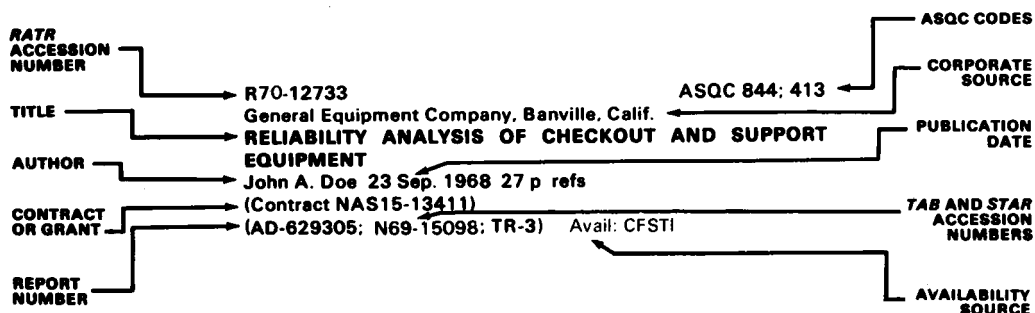 RATR
ACCESSION
NUMBER
TITLE
AUTHOR
CONTRACT
OR GRANT
REPORT
NUMBER
R70-12733 ASQC 844; 413
General Equipment Company, Banville, Calif.
RELIABILITY ANALYSIS OF CHECKOUT AND SUPPORT
EQUIPMENT
John A. Doe 23 Sep. 1968 27 p refs
(Contract NAS15-13411)
(AD-629305; N69-15098; TR-3) Avail: CFSTI
ASQC CODES
CORPORATE
SOURCE
PUBLICATION
DATE
TAB AND STAR
ACCESSION
NUMBERS
AVAILABILITY
SOURCE